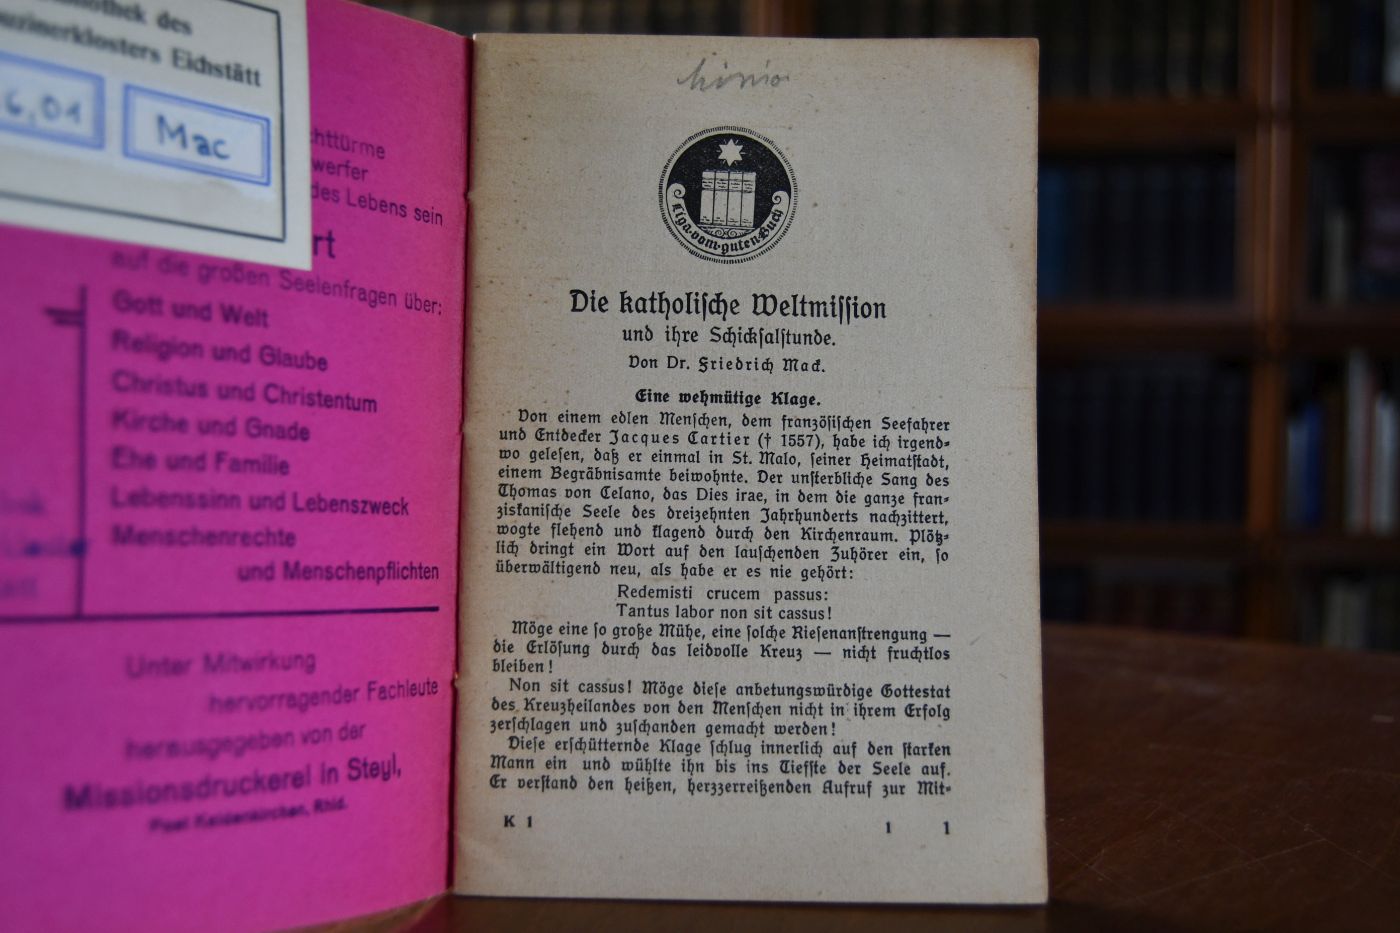 des
uzinerklosters Eichstätt
6,01
Mac
chttürme
werfer
des Lebens sein
rt
auf die großen Seelenfragen über:
Gott und Welt
Religion und Glaube
Christus und Christentum
Kirche und Gnade
Ehe und Familie
Lebenssinn und Lebenszweck
Menschenrechte
und Menschenpflichten
Unter Mitwirkung
hervorragender Fachleute
herausgegeben von der
Missionsdruckerei in Steyl,
Post Kaldenkirchen, Rhld.
Liga vom guten Buch
Die katholische Weltmission
und ihre Schicksalstunde.
Von Dr. Friedrich Mack.
Eine wehmütige Klage.
Von einem edlen Menschen, dem französischen Seefahrer
und Entdecker Jacques Cartier († 1557), habe ich irgend-
wo gelesen, daß er einmal in St. Malo, seiner Heimatstadt,
einem Begräbnisamte beiwohnte. Der unsterbliche Sang des
Thomas von Celano, das Dies irae, in dem die ganze fran-
ziskanische Seele des dreizehnten Jahrhunderts nachzittert,
wogte flehend und klagend durch den Kirchenraum. Plötz-
lich dringt ein Wort auf den lauschenden Zuhörer ein, so
überwältigend neu, als habe er es nie gehört:
Redemisti crucem passus:
Tantus labor non sit cassus!
Möge eine so große Mühe, eine solche Riesenanstrengung —
die Erlösung durch das leidvolle Kreuz — nicht fruchtlos
bleiben!
Non sit cassus! Möge diese anbetungswürdige Gottestat
des Kreuzheilandes von den Menschen nicht in ihrem Erfolg
zerschlagen und zuschanden gemacht werden!
Diese erschütternde Klage schlug innerlich auf den starken
Mann ein und wühlte ihn bis ins Tiefste der Seele auf.
Er verstand den heißen, herzzerreißenden Aufruf zur Mit-
K 1 1 1